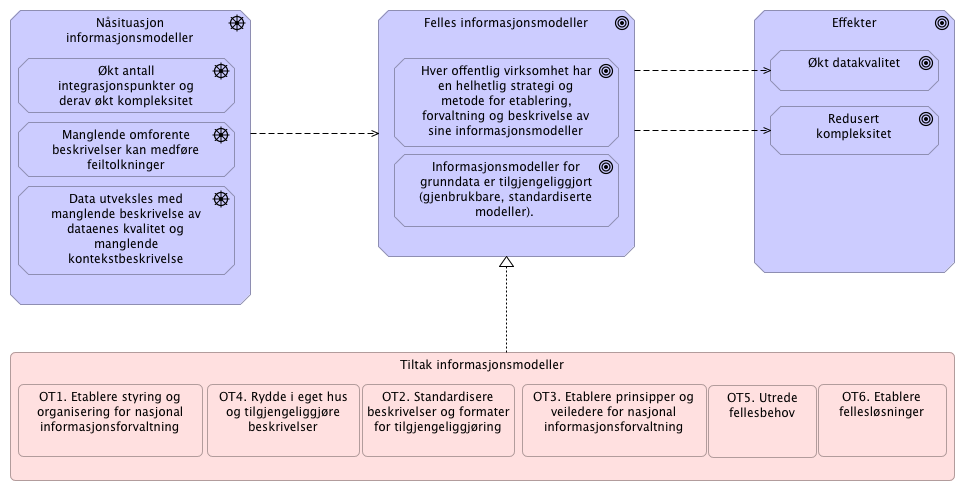 Nåsituasjon
informasjonsmodeller
Økt antall
integrasjonspunkter og
derav økt kompleksitet
Manglende omforente
beskrivelser kan medføre
feiltolkninger
Data utveksles med
manglende beskrivelse av
dataenes kvalitet og
manglende
kontekstbeskrivelse
Felles informasjonsmodeller
Hver offentlig virksomhet har
en helhetlig strategi og
metode for etablering,
forvaltning og beskrivelse av
sine informasjonsmodeller
Informasjonsmodeller for
grunndata er tilgjengeliggjort
(gjenbrukbare, standardiserte
modeller).
Effekter
Økt datakvalitet
Redusert
kompleksitet
Tiltak informasjonsmodeller
OT1. Etablere styring og
organisering for nasjonal
informasjonsforvaltning
OT4. Rydde i eget hus
og tilgjengeliggjøre
beskrivelser
OT2. Standardisere
beskrivelser og formater
for tilgjengeliggjøring
OT3. Etablere prinsipper og
veiledere for nasjonal
informasjonsforvaltning
OT5. Utrede
fellesbehov
OT6. Etablere
fellesløsninger